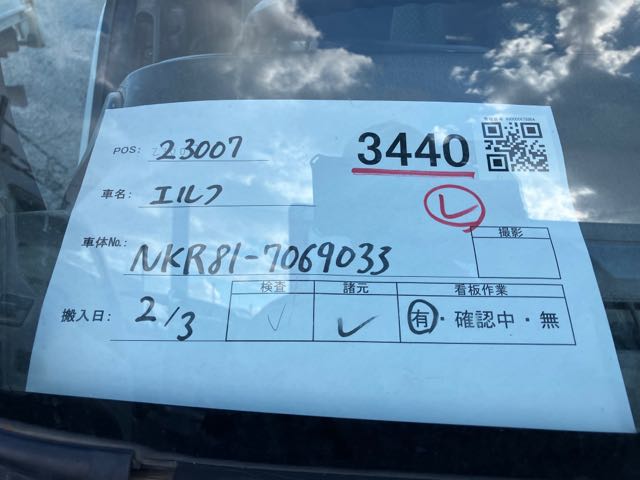 POS: 23007
3440
車名: エルフ
撮影
車体No.: NKR81-7069033
検査 諸元 看板作業
搬入日: 2/3
有・確認中・無